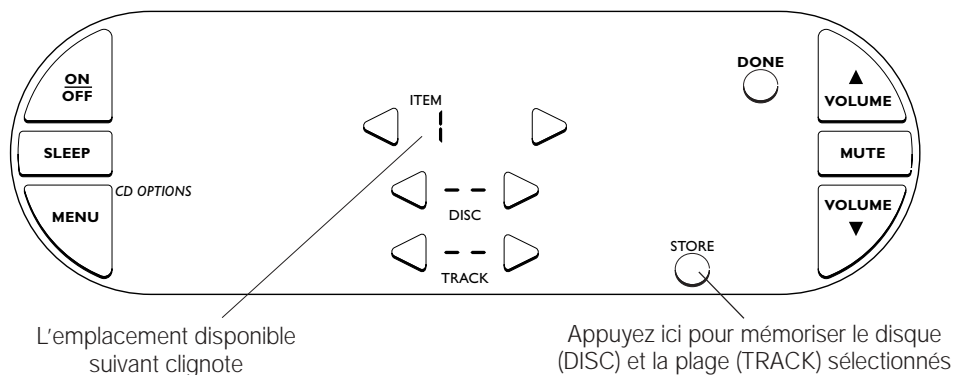 ON
OFF
ITEM
1
DONE
▲
VOLUME
SLEEP
MUTE
CD OPTIONS
MENU
-- DISC
VOLUME
▼
-- TRACK
STORE
L'emplacement disponible
suivant clignote
Appuyez ici pour mémoriser le disque
(DISC) et la plage (TRACK) sélectionnés